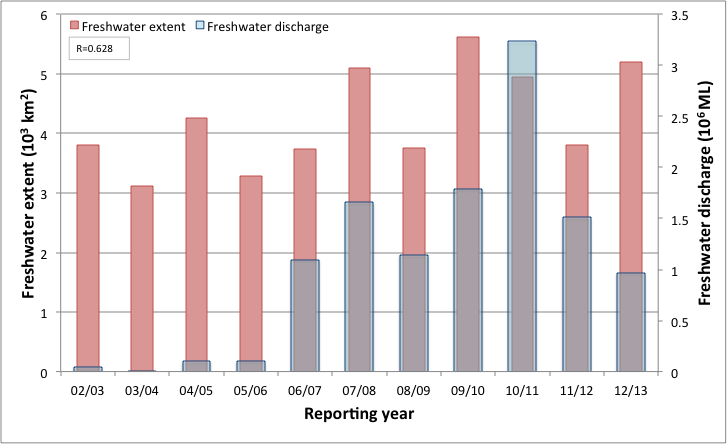 Freshwater extent Freshwater discharge
R=0.628
Freshwater extent (10³ km²)
6
5
4
3
2
1
0
3.5
3
2.5
2
1.5
1
0.5
0
Freshwater discharge (10⁶ ML)
02/03 03/04 04/05 05/06 06/07 07/08 08/09 09/10 10/11 11/12 12/13
Reporting year